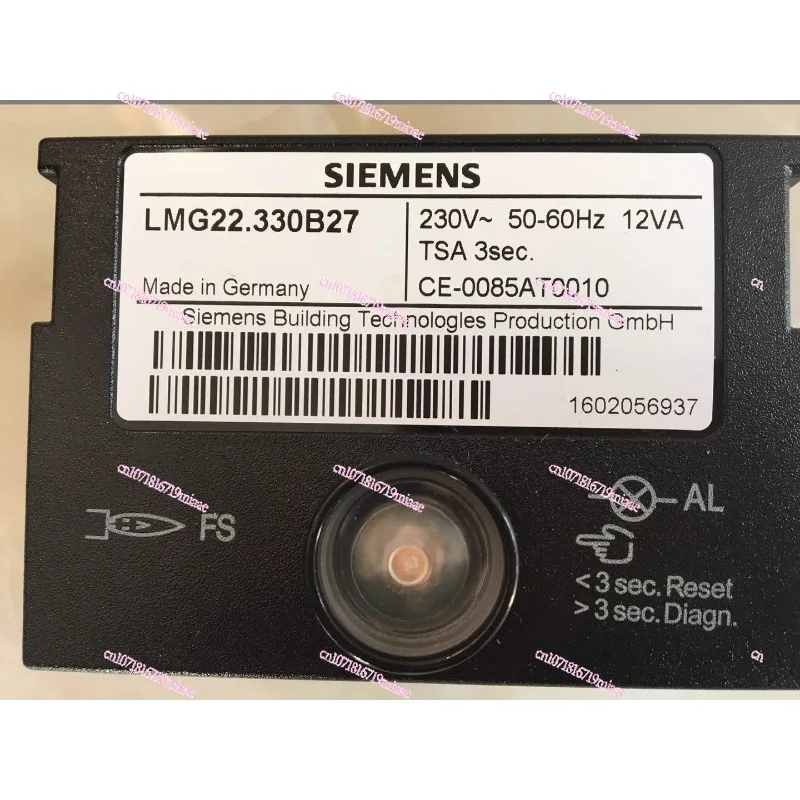 SIEMENS
LMG22.330B27
230V~ 50-60Hz 12VA
TSA 3sec.
Made in Germany
CE-0085AT0010
Siemens Building Technologies Production GmbH
1602056937
FS
AL
< 3 sec. Reset
> 3 sec. Diagn.